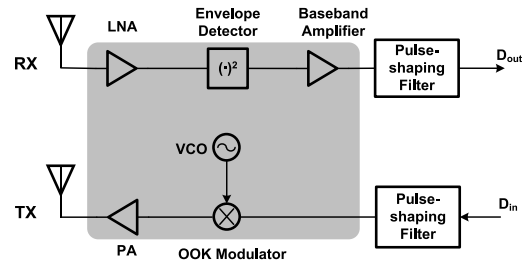 LNA
Envelope
Detector
Baseband
Amplifier
RX
(·)²
Pulse-
shaping
Filter
Dout
VCO
TX
PA
OOK Modulator
Pulse-
shaping
Filter
Din